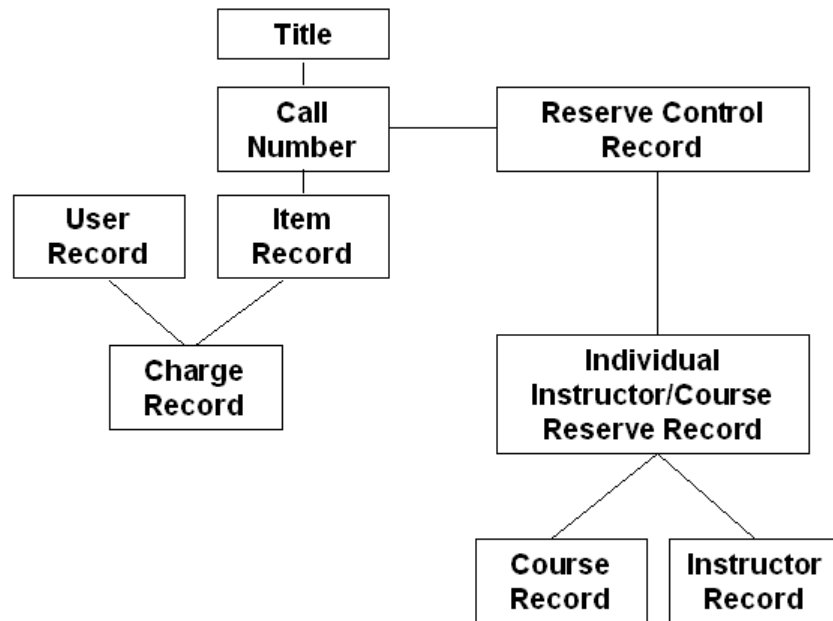 Title
Call
Number
Reserve Control
Record
User
Record
Item
Record
Charge
Record
Individual
Instructor/Course
Reserve Record
Course
Record
Instructor
Record